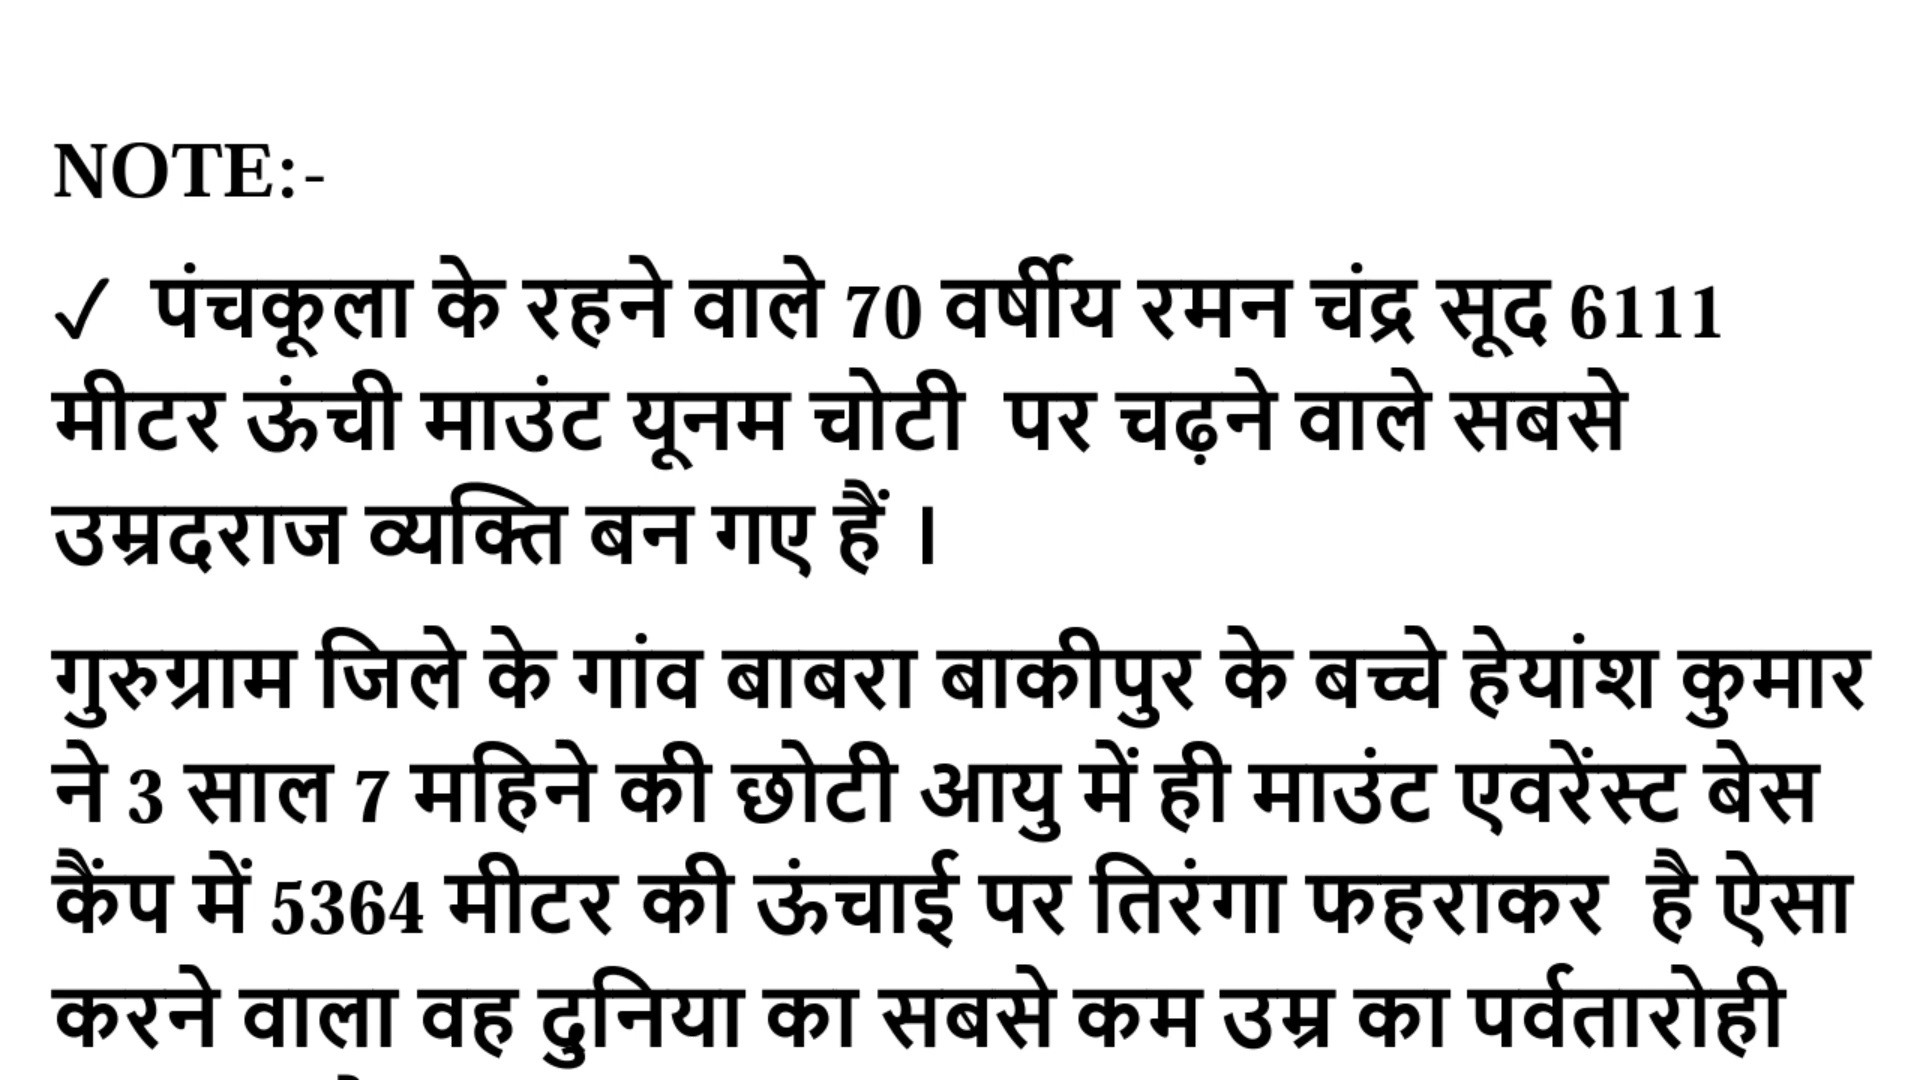 NOTE:-
✓ पंचकूला के रहने वाले 70 वर्षीय रमन चंद्र सूद 6111
मीटर ऊंची माउंट यूनम चोटी पर चढ़ने वाले सबसे
उम्रदराज व्यक्ति बन गए हैं ।
गुरुग्राम जिले के गांव बाबरा बाकीपुर के बच्चे हेयांश कुमार
ने 3 साल 7 महिने की छोटी आयु में ही माउंट एवरेंस्ट बेस
कैंप में 5364 मीटर की ऊंचाई पर तिरंगा फहराकर है ऐसा
करने वाला वह दुनिया का सबसे कम उम्र का पर्वतारोही